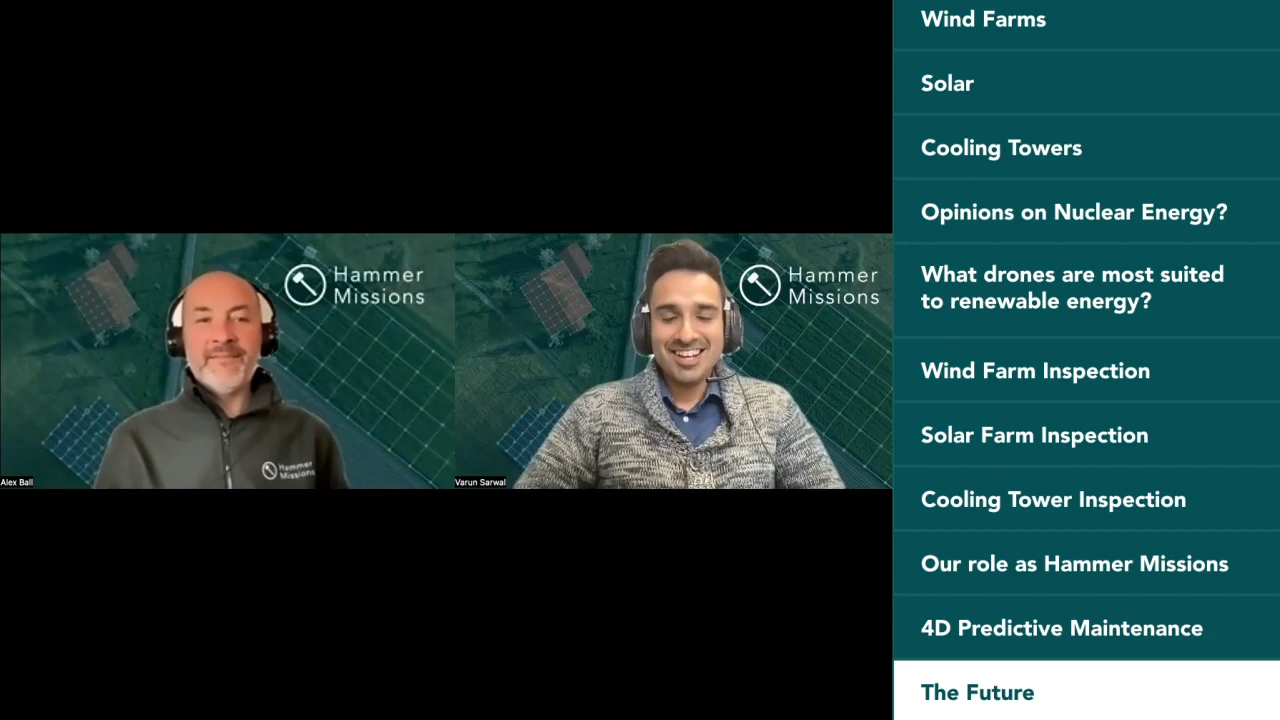 Hammer
Missions
Hammer
Missions
Hammer
Missions
Alex Ball
Varun Sarwal
Wind Farms
Solar
Cooling Towers
Opinions on Nuclear Energy?
What drones are most suited
to renewable energy?
Wind Farm Inspection
Solar Farm Inspection
Cooling Tower Inspection
Our role as Hammer Missions
4D Predictive Maintenance
The Future